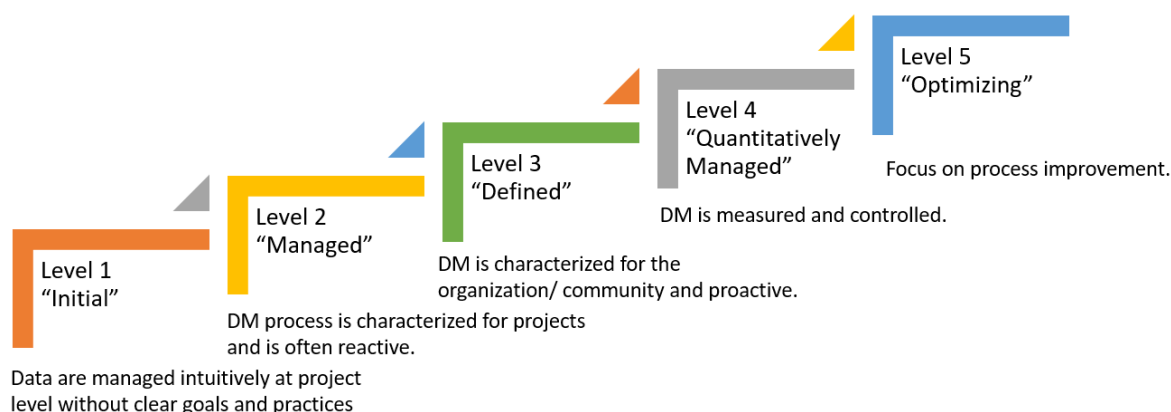 Level 1
“Initial”
Data are managed intuitively at project
level without clear goals and practices
Level 2
“Managed”
DM process is characterized for projects
and is often reactive.
Level 3
“Defined”
DM is characterized for the
organization/ community and proactive.
Level 4
“Quantitatively
Managed”
DM is measured and controlled.
Level 5
“Optimizing”
Focus on process improvement.